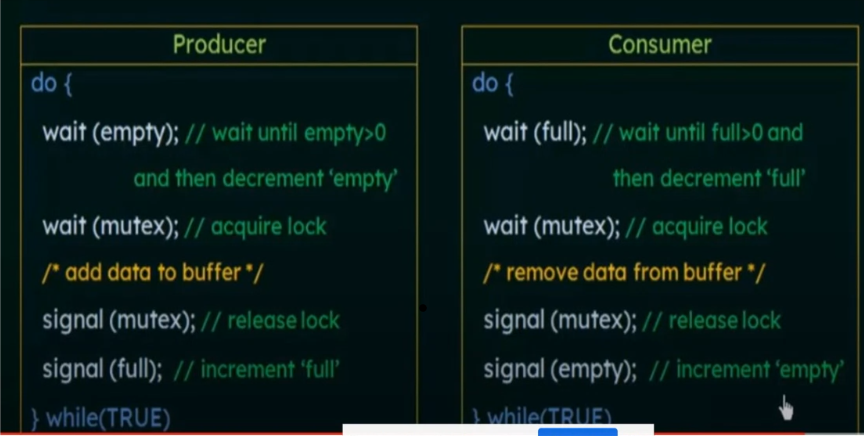 Producer
do {
wait (empty); // wait until empty>0
and then decrement ‘empty’
wait (mutex); // acquire lock
/* add data to buffer */
signal (mutex); // release lock
signal (full); // increment ‘full’
} while(TRUE)
Consumer
do {
wait (full); // wait until full>0 and
then decrement ‘full’
wait (mutex); // acquire lock
/* remove data from buffer */
signal (mutex); // release lock
signal (empty); // increment ‘empty’
} while(TRUE)